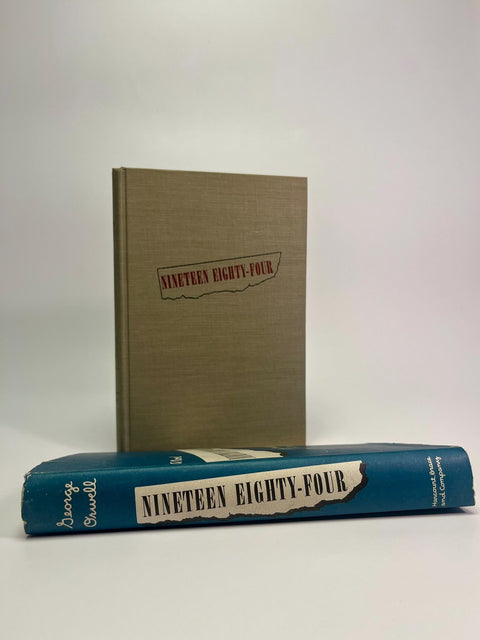 NINETEEN EIGHTY-FOUR
George
Orwell
NINETEEN EIGHTY-FOUR
Harcourt, Brace
and Company